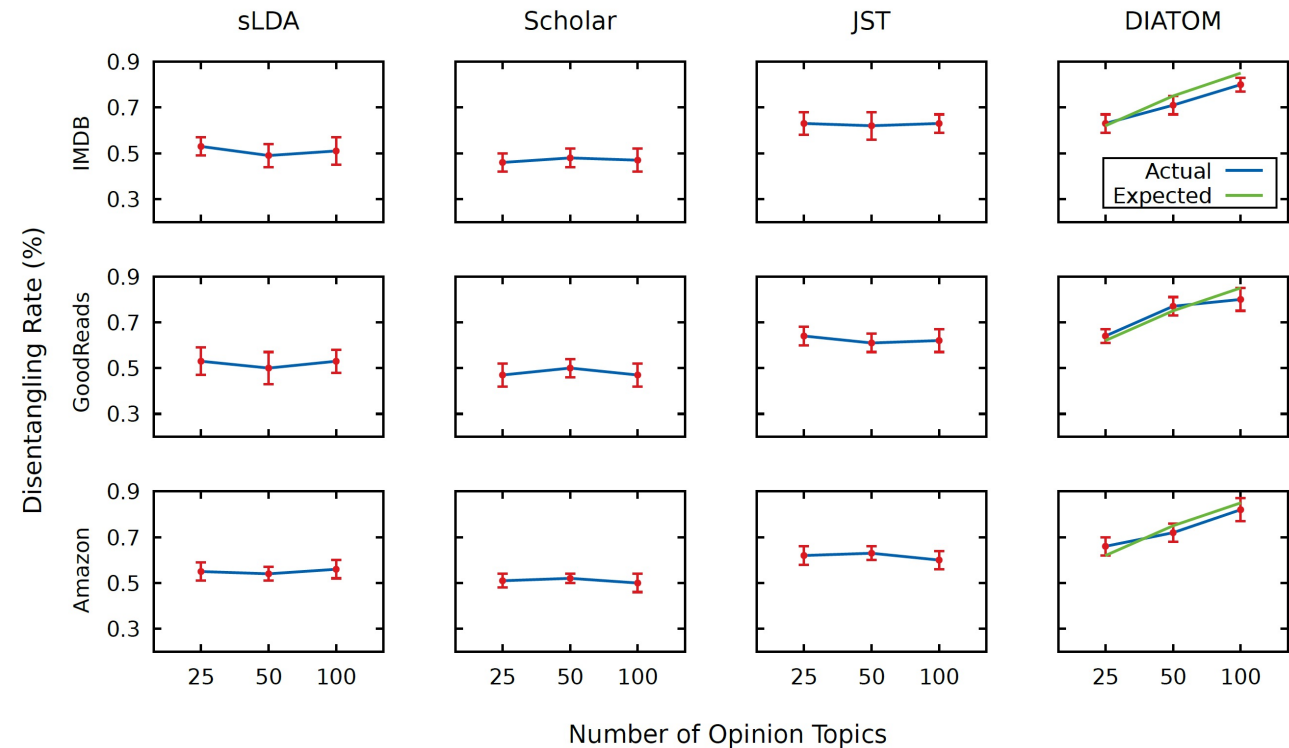 sLDA Scholar JST DIATOM
Disentangling Rate (%)
IMDB
0.9
0.7
0.5
0.3
Actual
Expected
GoodReads
0.9
0.7
0.5
0.3
Amazon
0.9
0.7
0.5
0.3
25 50 100 25 50 100 25 50 100 25 50 100
Number of Opinion Topics